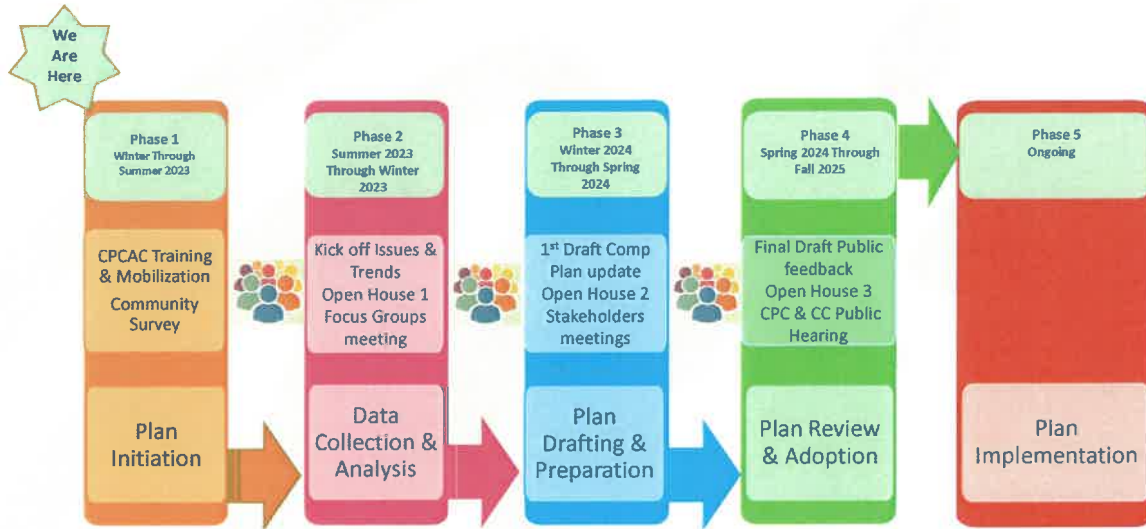 We
Are
Here
Phase 1
Winter Through
Summer 2023
CPCAC Training
& Mobilization
Community
Survey
Plan
Initiation
Phase 2
Summer 2023
Through Winter
2023
Kick off Issues &
Trends
Open House 1
Focus Groups
meeting
Data
Collection &
Analysis
Phase 3
Winter 2024
Through Spring
2024
1st Draft Comp
Plan update
Open House 2
Stakeholders
meetings
Plan
Drafting &
Preparation
Phase 4
Spring 2024 Through
Fall 2025
Final Draft Public
feedback
Open House 3
CPC & CC Public
Hearing
Plan Review
& Adoption
Phase 5
Ongoing
Plan
Implementation